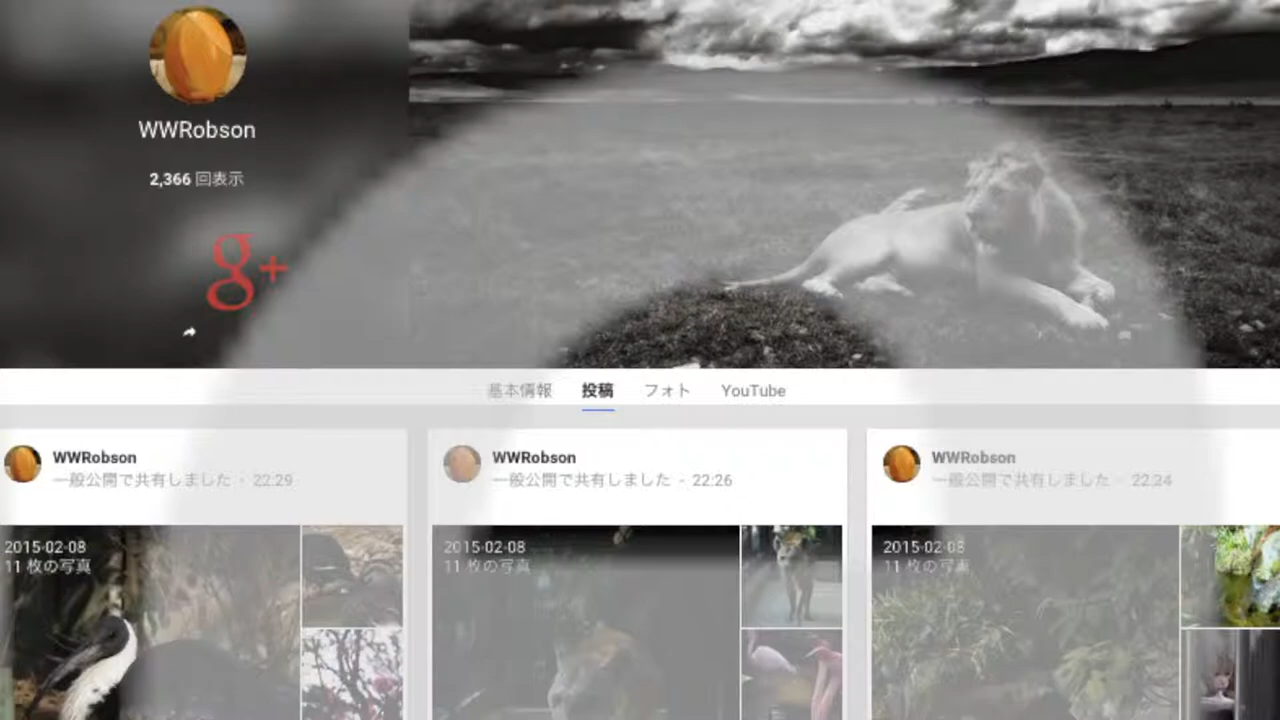 WWRobson
2,366 回表示
g+
基本情報 投稿 フォト YouTube
WWRobson
一般公開で共有しました - 22:29
2015-02-08
11 枚の写真
WWRobson
一般公開で共有しました - 22:26
2015-02-08
11 枚の写真
WWRobson
一般公開で共有しました - 22:24
2015-02-08
11 枚の写真